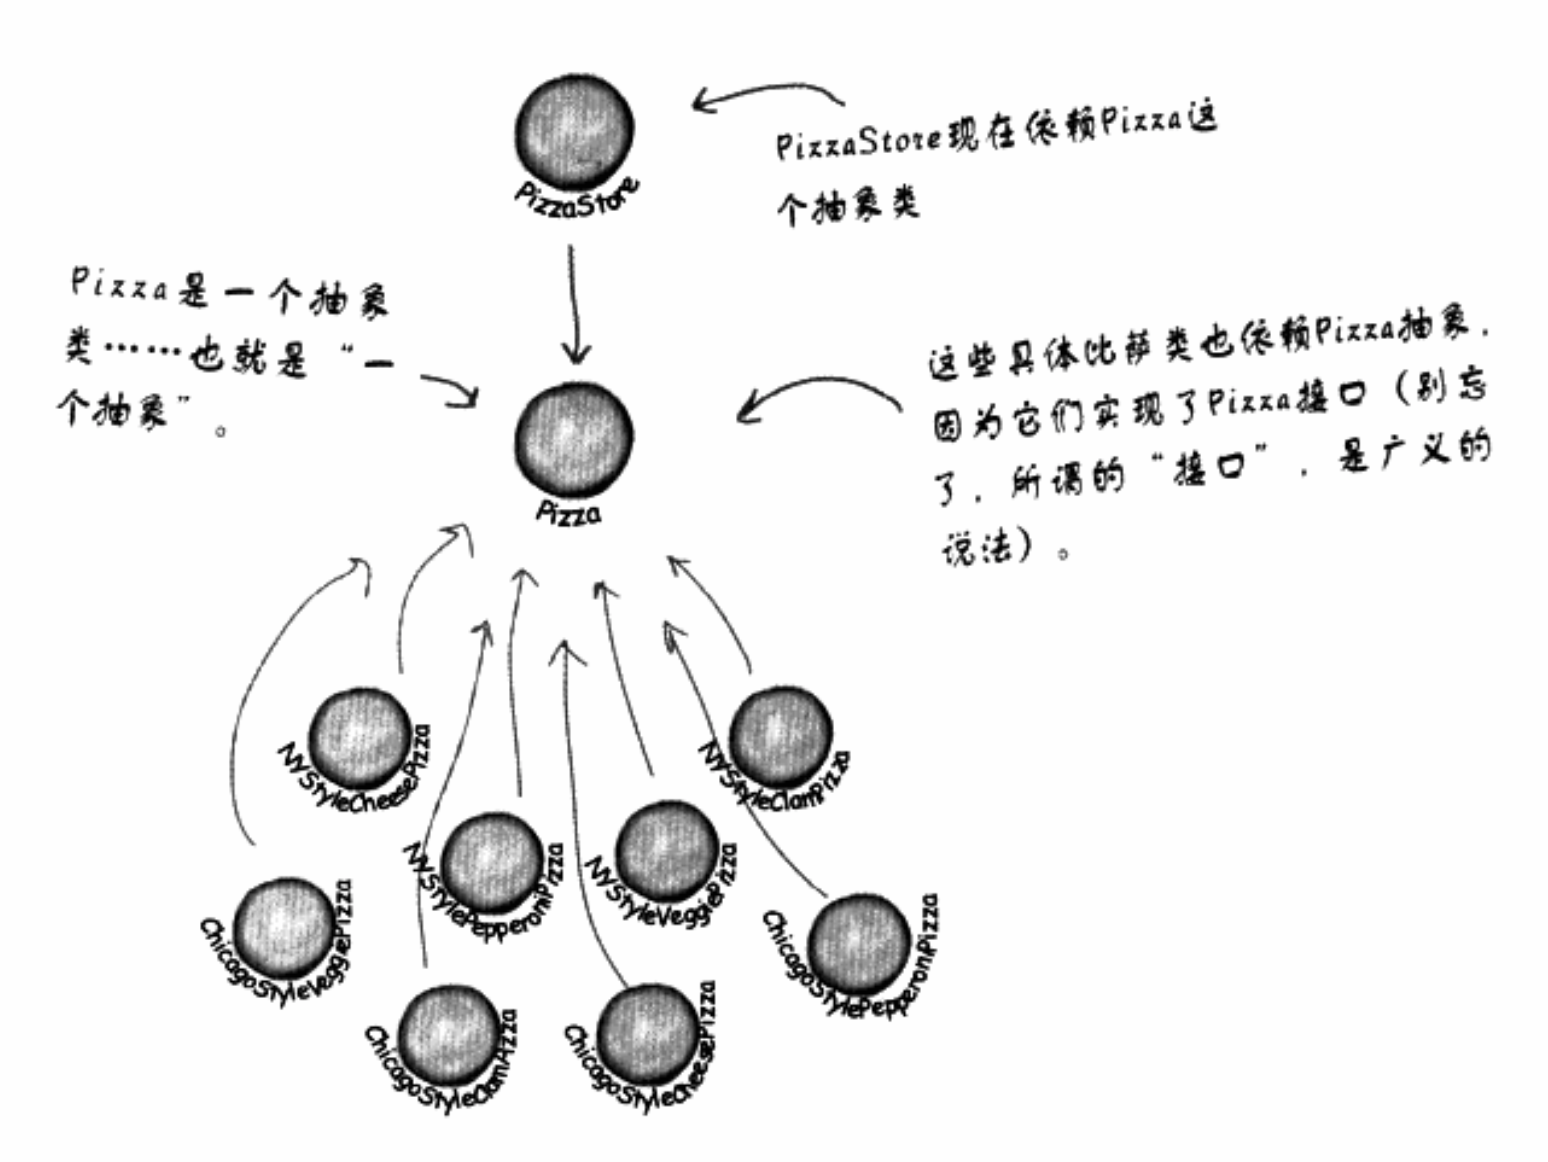 PizzaStore
PizzaStore现在依赖Pizza这
个抽象类
Pizza是一个抽象
类……也就是“一
个抽象”。
Pizza
这些具体比萨类也依赖Pizza抽象，
因为它们实现了Pizza接口（别忘
了，所谓的“接口”，是广义的
说法）。
NYStyleCheesePizza
NYStyleClamPizza
NYStylePepperoniPizza
NYStyleVeggiePizza
ChicagoStyleVeggiePizza
ChicagoStylePepperoniPizza
ChicagoStyleClamPizza
ChicagoStyleCheesePizza